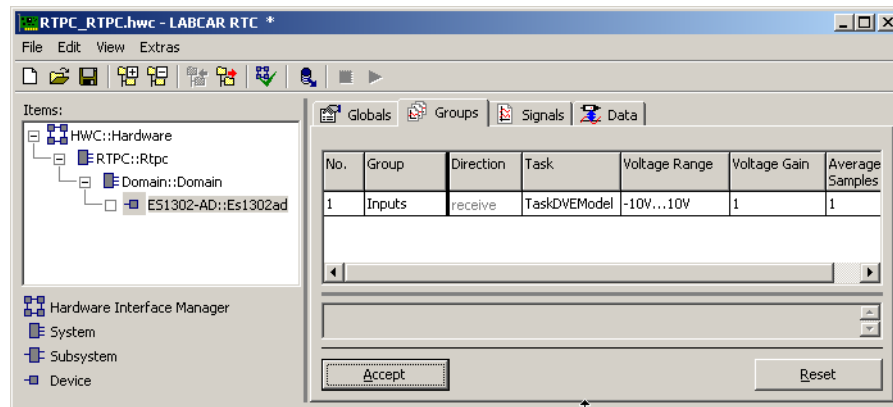 RTPC_RTPC.hwc - LABCAR RTC *
File Edit View Extras
Items:
HWC::Hardware
RTPC::Rtpc
Domain::Domain
ES1302-AD::Es1302ad
Hardware Interface Manager
System
Subsystem
Device
Globals Groups Signals Data
No. Group Direction Task Voltage Range Voltage Gain Average Samples
1 Inputs receive TaskDVEModel -10V...10V 1 1
Accept Reset